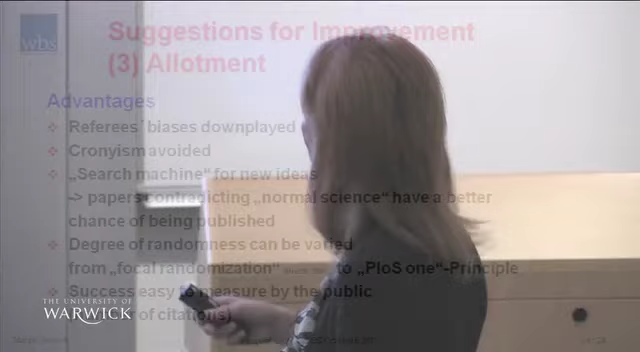 wbs
Suggestions for Improvement
(3) Allotment
Advantages
Referees´ biases downplayed
Cronyism avoided
„Search machine“ for new ideas
-> papers contradicting „normal science“ have a better
chance of being published
Degree of randomness can be varied
from „focal randomization“ to „PloS one“-Principle
Success easy to measure by the public
of citations)
THE UNIVERSITY OF
WARWICK